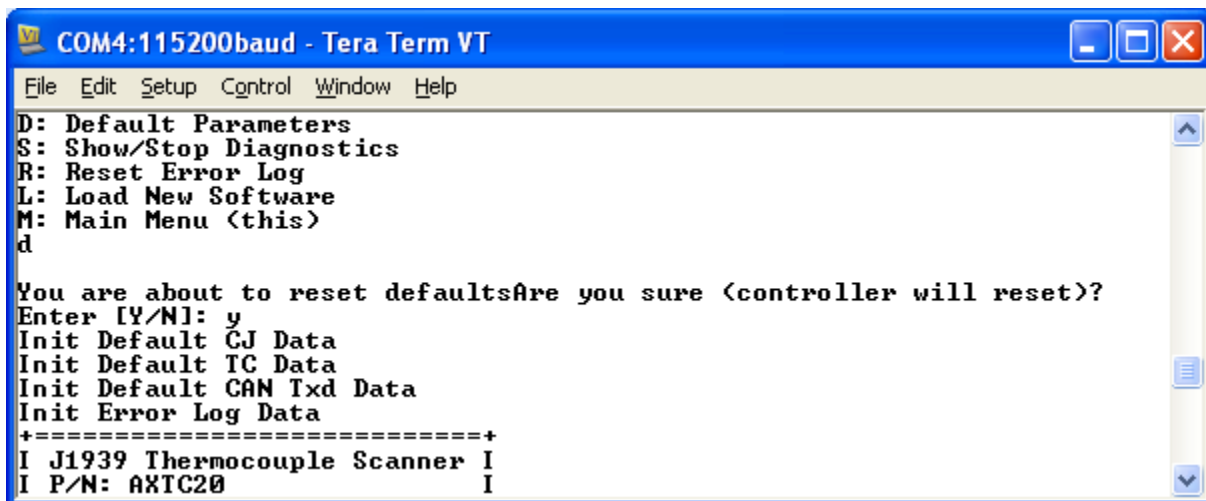 COM4:115200baud - Tera Term VT
File Edit Setup Control Window Help
D: Default Parameters
S: Show/Stop Diagnostics
R: Reset Error Log
L: Load New Software
M: Main Menu (this)
d
You are about to reset defaultsAre you sure (controller will reset)?
Enter [Y/N]: y
Init Default CJ Data
Init Default TC Data
Init Default CAN Txd Data
Init Error Log Data
+============================+
I J1939 Thermocouple Scanner I
I P/N: AXTC20 I